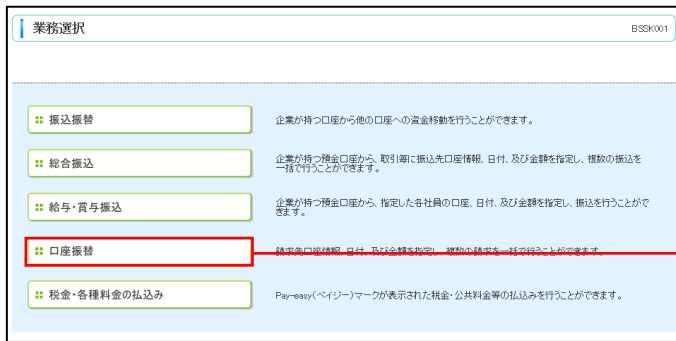 業務選択
BSSK001
振込振替
企業が持つ口座から他の口座への資金移動を行うことができます。
総合振込
企業が持つ預金口座から、取引毎に振込先口座情報、日付、及び金額を指定し、複数の振込を
一括で行うことができます。
給与・賞与振込
企業が持つ預金口座から、指定した各社員の口座、日付、及び金額を指定し、振込を行うことがで
きます。
口座振替
請求先口座情報、日付、及び金額を指定し、複数の請求を一括で行うことができます。
税金・各種料金の払込み
Pay-easy(ペイジー)マークが表示された税金・公共料金等の払込みを行うことができます。